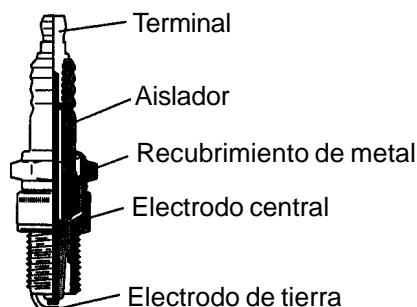 Terminal
Aislador
Recubrimiento de metal
Electrodo central
Electrodo de tierra